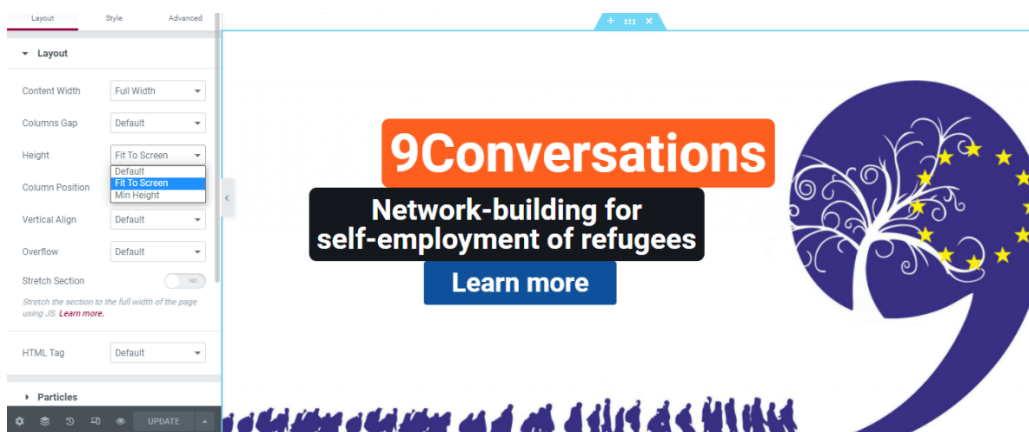 Layout Style Advanced
Layout
Content Width Full Width
Columns Gap Default
Height Fit To Screen
Default
Fit To Screen
Min Height
Column Position
Vertical Align Default
Overflow Default
Stretch Section NO
Stretch the section to the full width of the page
using JS. Learn more.
HTML Tag Default
Particles
UPDATE
9Conversations
Network-building for
self-employment of refugees
Learn more